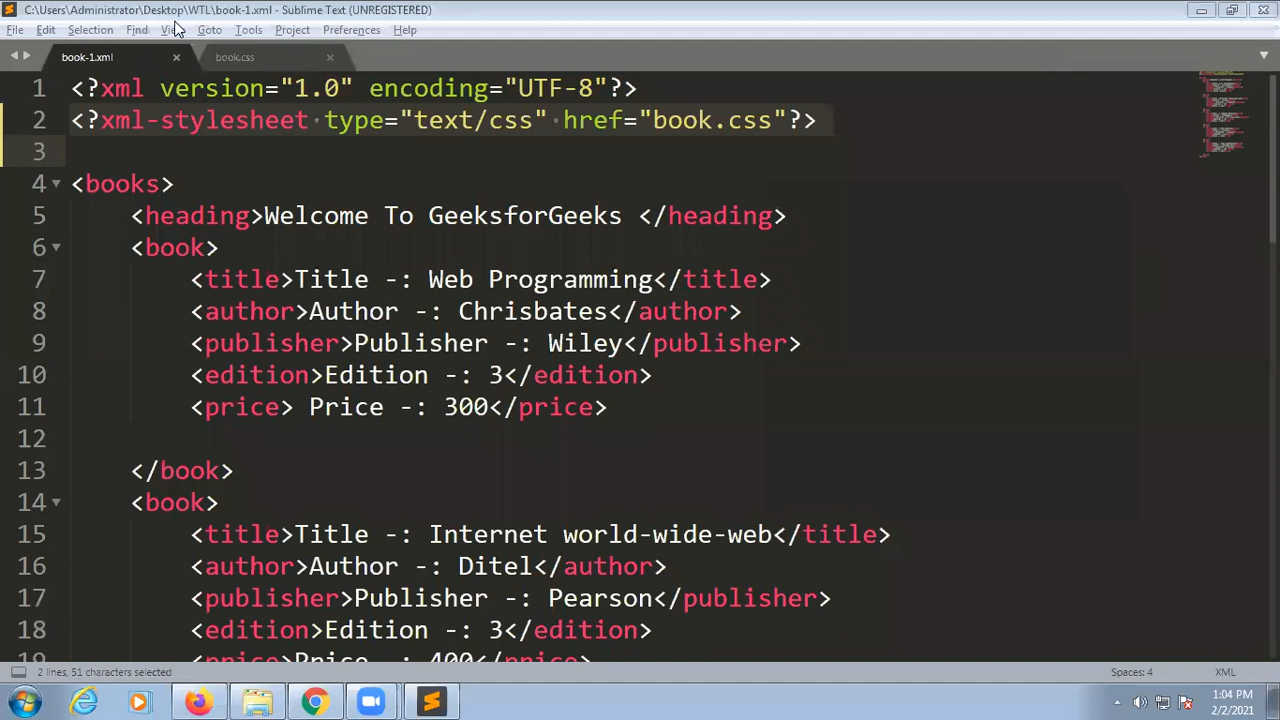 C:\Users\Administrator\Desktop\WTL\book-1.xml - Sublime Text (UNREGISTERED)
File Edit Selection Find View Goto Tools Project Preferences Help
book-1.xml × book.css ×
1 <?xml version="1.0" encoding="UTF-8"?>
2 <?xml-stylesheet type="text/css" href="book.css"?>
3
4 <books>
5 <heading>Welcome To GeeksforGeeks </heading>
6 <book>
7 <title>Title -: Web Programming</title>
8 <author>Author -: Chrisbates</author>
9 <publisher>Publisher -: Wiley</publisher>
10 <edition>Edition -: 3</edition>
11 <price> Price -: 300</price>
12
13 </book>
14 <book>
15 <title>Title -: Internet world-wide-web</title>
16 <author>Author -: Ditel</author>
17 <publisher>Publisher -: Pearson</publisher>
18 <edition>Edition -: 3</edition>
19 <price>Price -: 400</price>
2 lines, 51 characters selected Spaces: 4 XML
1:04 PM
2/2/2021